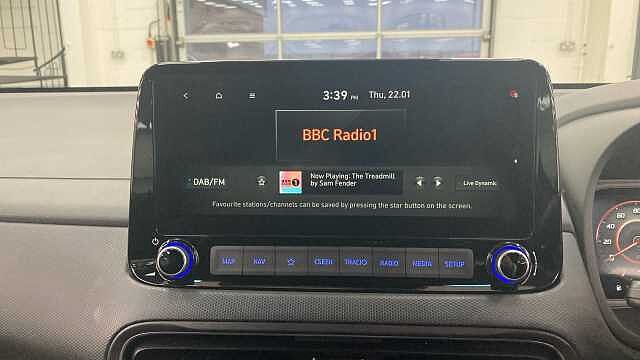 3:39 PM Thu, 22.01
BBC Radio1
DAB/FM
Now Playing: The Treadmill
by Sam Fender
Live Dynamic
Favourite stations/channels can be saved by pressing the star button on the screen.
MAP NAV <SEEK TRACK> RADIO MEDIA SETUP